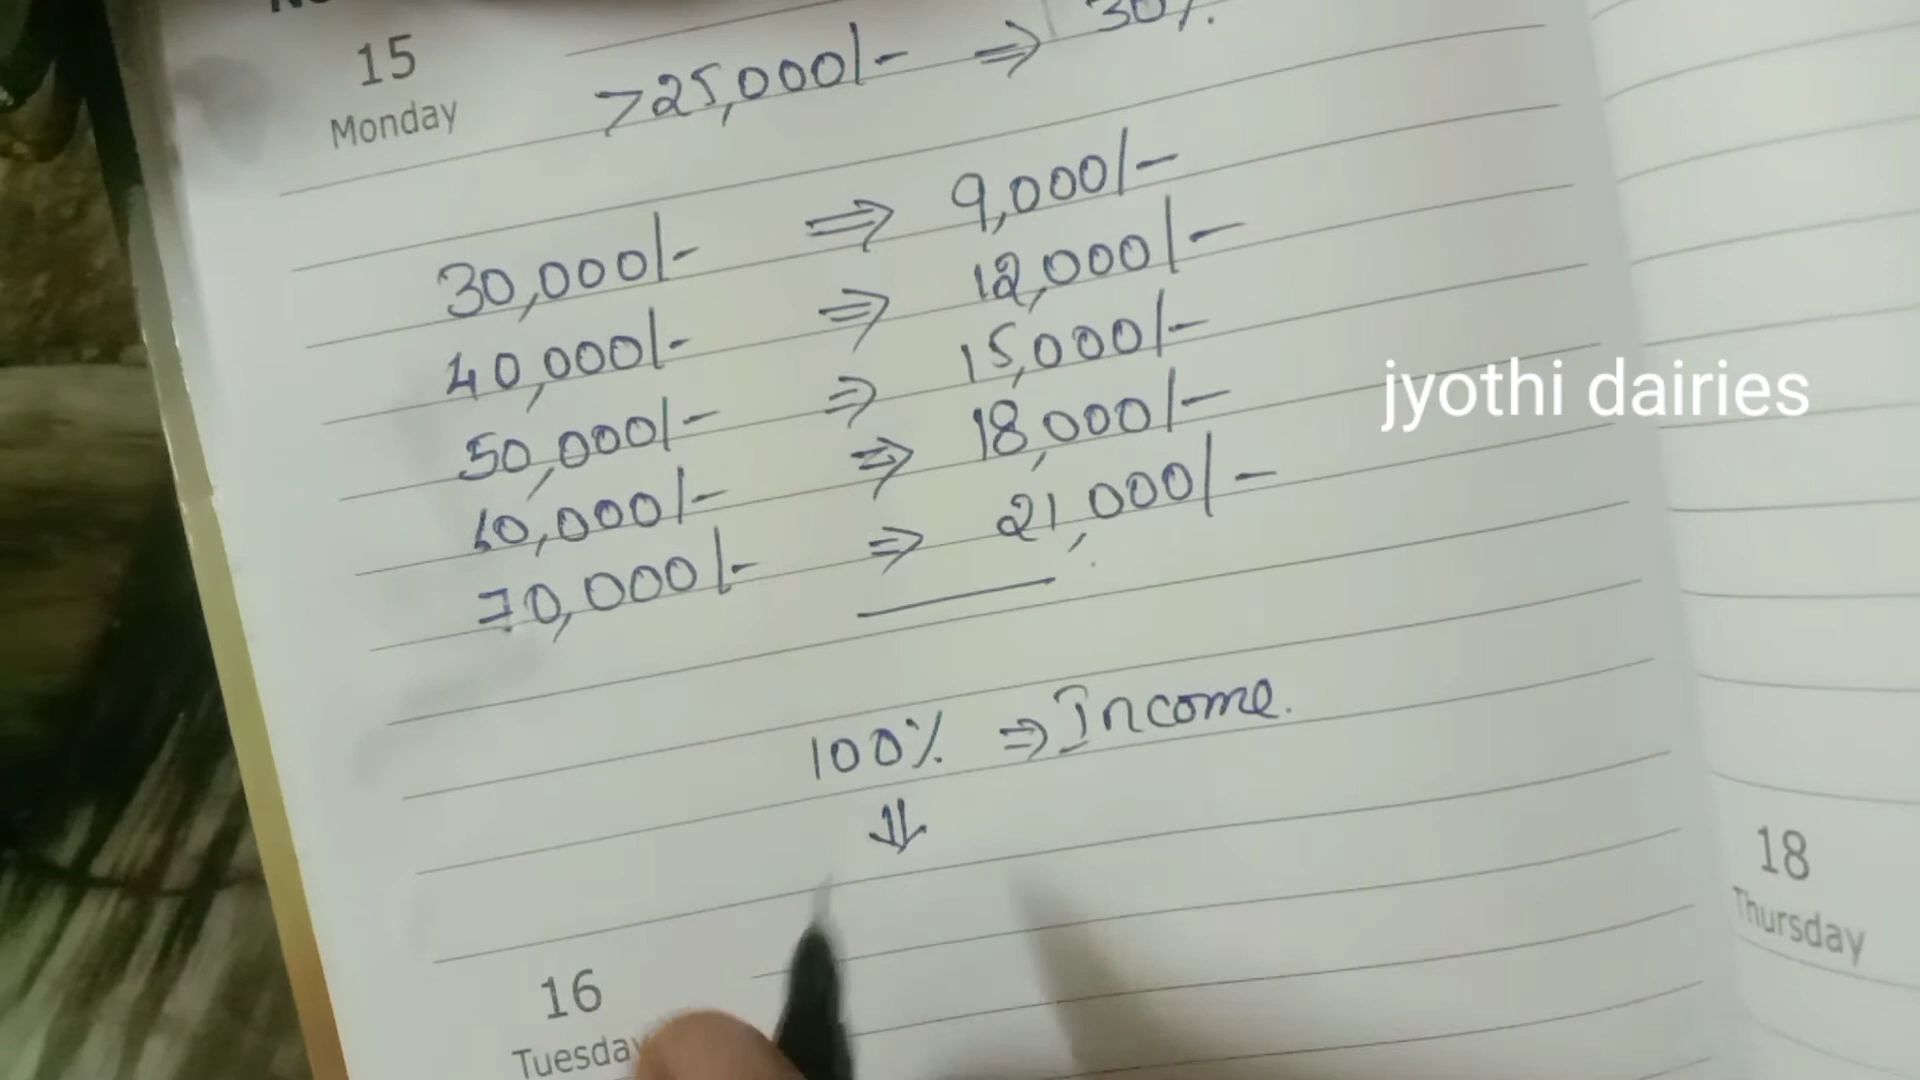 15
Monday
>25,000/- ⇒ 30%.
30,000/- ⇒ 9,000/-
40,000/- ⇒ 12,000/-
50,000/- ⇒ 15,000/-
60,000/- ⇒ 18,000/-
70,000/- ⇒ 21,000/-
jyothi dairies
100% ⇒ Income.
⇓
16
Tuesday
18
Thursday